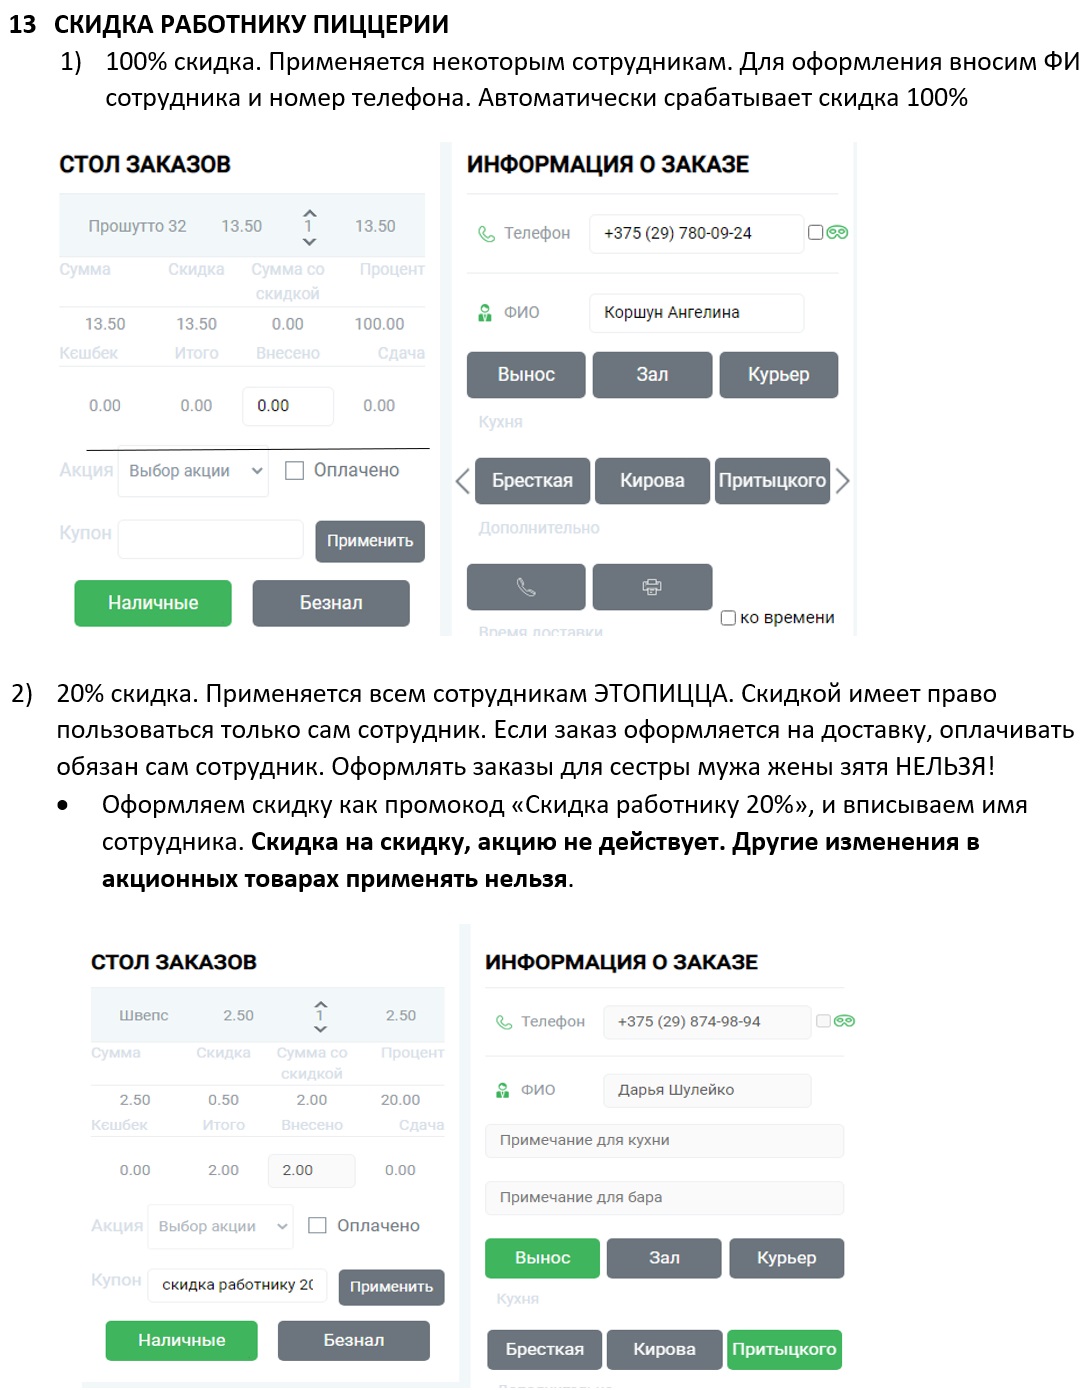 13 СКИДКА РАБОТНИКУ ПИЦЦЕРИИ
1) 100% скидка. Применяется некоторым сотрудникам. Для оформления вносим ФИ
сотрудника и номер телефона. Автоматически срабатывает скидка 100%
СТОЛ ЗАКАЗОВ
Прошутто 32 13.50 1 13.50
Сумма Скидка Сумма со скидкой Процент
13.50 13.50 0.00 100.00
Кешбек Итого Внесено Сдача
0.00 0.00 0.00 0.00
Акция Выбор акции Оплачено
Купон Применить
Наличные Безнал
ИНФОРМАЦИЯ О ЗАКАЗЕ
Телефон +375 (29) 780-09-24
ФИО Коршун Ангелина
Вынос Зал Курьер
Кухня
Бресткая Кирова Притыцкого
Дополнительно
ко времени
Время доставки
2) 20% скидка. Применяется всем сотрудникам ЭТОПИЦЦА. Скидкой имеет право
пользоваться только сам сотрудник. Если заказ оформляется на доставку, оплачивать
обязан сам сотрудник. Оформлять заказы для сестры мужа жены зятя НЕЛЬЗЯ!
• Оформляем скидку как промокод «Скидка работнику 20%», и вписываем имя
сотрудника. Скидка на скидку, акцию не действует. Другие изменения в
акционных товарах применять нельзя.
СТОЛ ЗАКАЗОВ
Швепс 2.50 1 2.50
Сумма Скидка Сумма со скидкой Процент
2.50 0.50 2.00 20.00
Кешбек Итого Внесено Сдача
0.00 2.00 2.00 0.00
Акция Выбор акции Оплачено
Купон скидка работнику 20 Применить
Наличные Безнал
ИНФОРМАЦИЯ О ЗАКАЗЕ
Телефон +375 (29) 874-98-94
ФИО Дарья Шулейко
Примечание для кухни
Примечание для бара
Вынос Зал Курьер
Кухня
Бресткая Кирова Притыцкого
Дополнительно